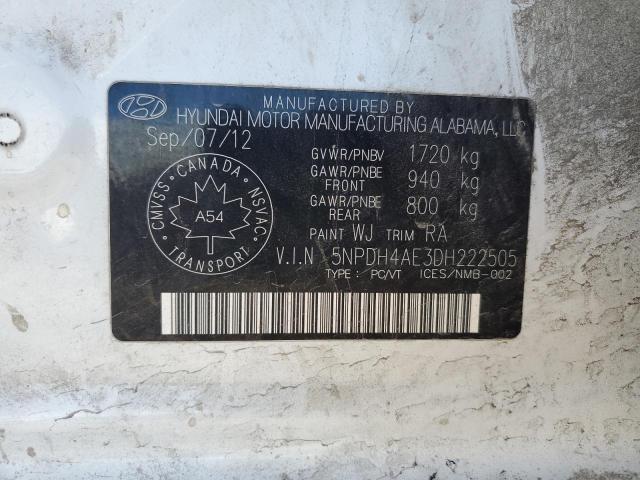 MANUFACTURED BY
HYUNDAI MOTOR MANUFACTURING ALABAMA, LLC
Sep/07/12
GVWR/PNBV 1720 kg
GAWR/PNBE FRONT 940 kg
GAWR/PNBE REAR 800 kg
PAINT WJ TRIM RA
V.I.N 5NPDH4AE3DH222505
TYPE: PC/VT ICES/NMB-002
CMVSS CANADA NSVAC
A54
TRANSPORT